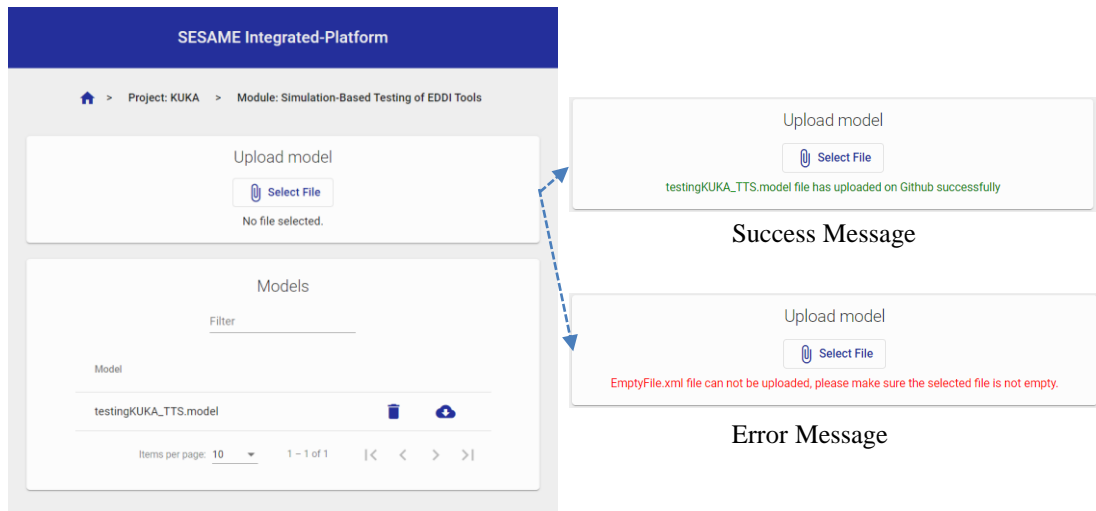 SESAME Integrated-Platform
> Project: KUKA > Module: Simulation-Based Testing of EDDI Tools
Upload model
Select File
No file selected.
Models
Filter
Model
testingKUKA_TTS.model
Items per page: 10 1 – 1 of 1
Upload model
Select File
testingKUKA_TTS.model file has uploaded on Github successfully
Success Message
Upload model
Select File
EmptyFile.xml file can not be uploaded, please make sure the selected file is not empty.
Error Message